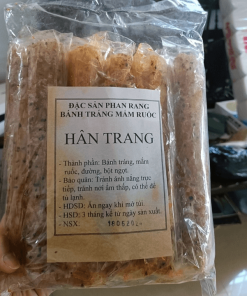 ĐẶC SẢN PHAN RANG
BÁNH TRÁNG MẮM RUỐC
HÂN TRANG
- Thành phần: Bánh tráng, mắm
ruốc, đường, bột ngọt.
- Bảo quản: Tránh ánh nắng trực
tiếp, tránh nơi ẩm thấp, có thể để
tủ lạnh.
- HDSD: Ăn ngay khi mở túi.
- HSD: 3 tháng kể từ ngày sản xuất.
- NSX: